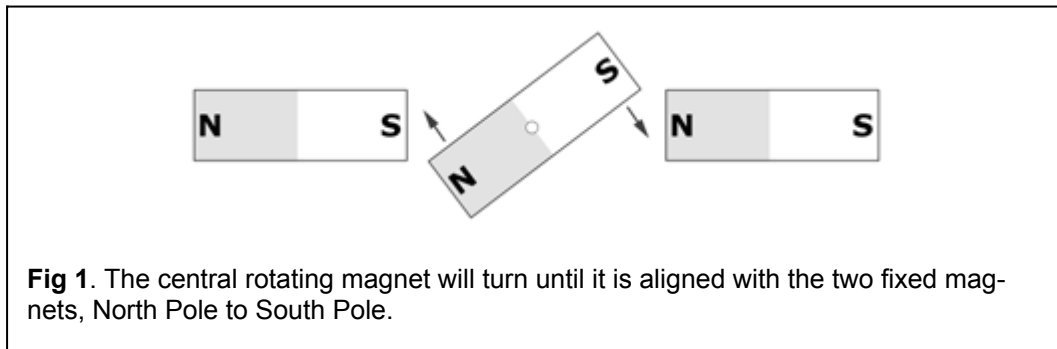 N S N S N S
Fig 1. The central rotating magnet will turn until it is aligned with the two fixed mag-
nets, North Pole to South Pole.